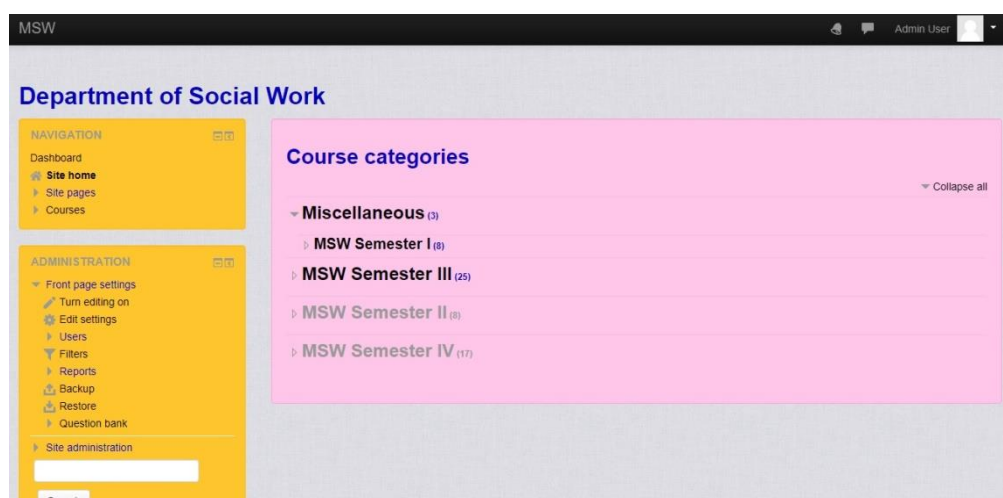 MSW
Admin User
Department of Social Work
NAVIGATION
Dashboard
Site home
Site pages
Courses
ADMINISTRATION
Front page settings
Turn editing on
Edit settings
Users
Filters
Reports
Backup
Restore
Question bank
Site administration
Course categories
Collapse all
Miscellaneous (3)
MSW Semester I (8)
MSW Semester III (25)
MSW Semester II (8)
MSW Semester IV (17)